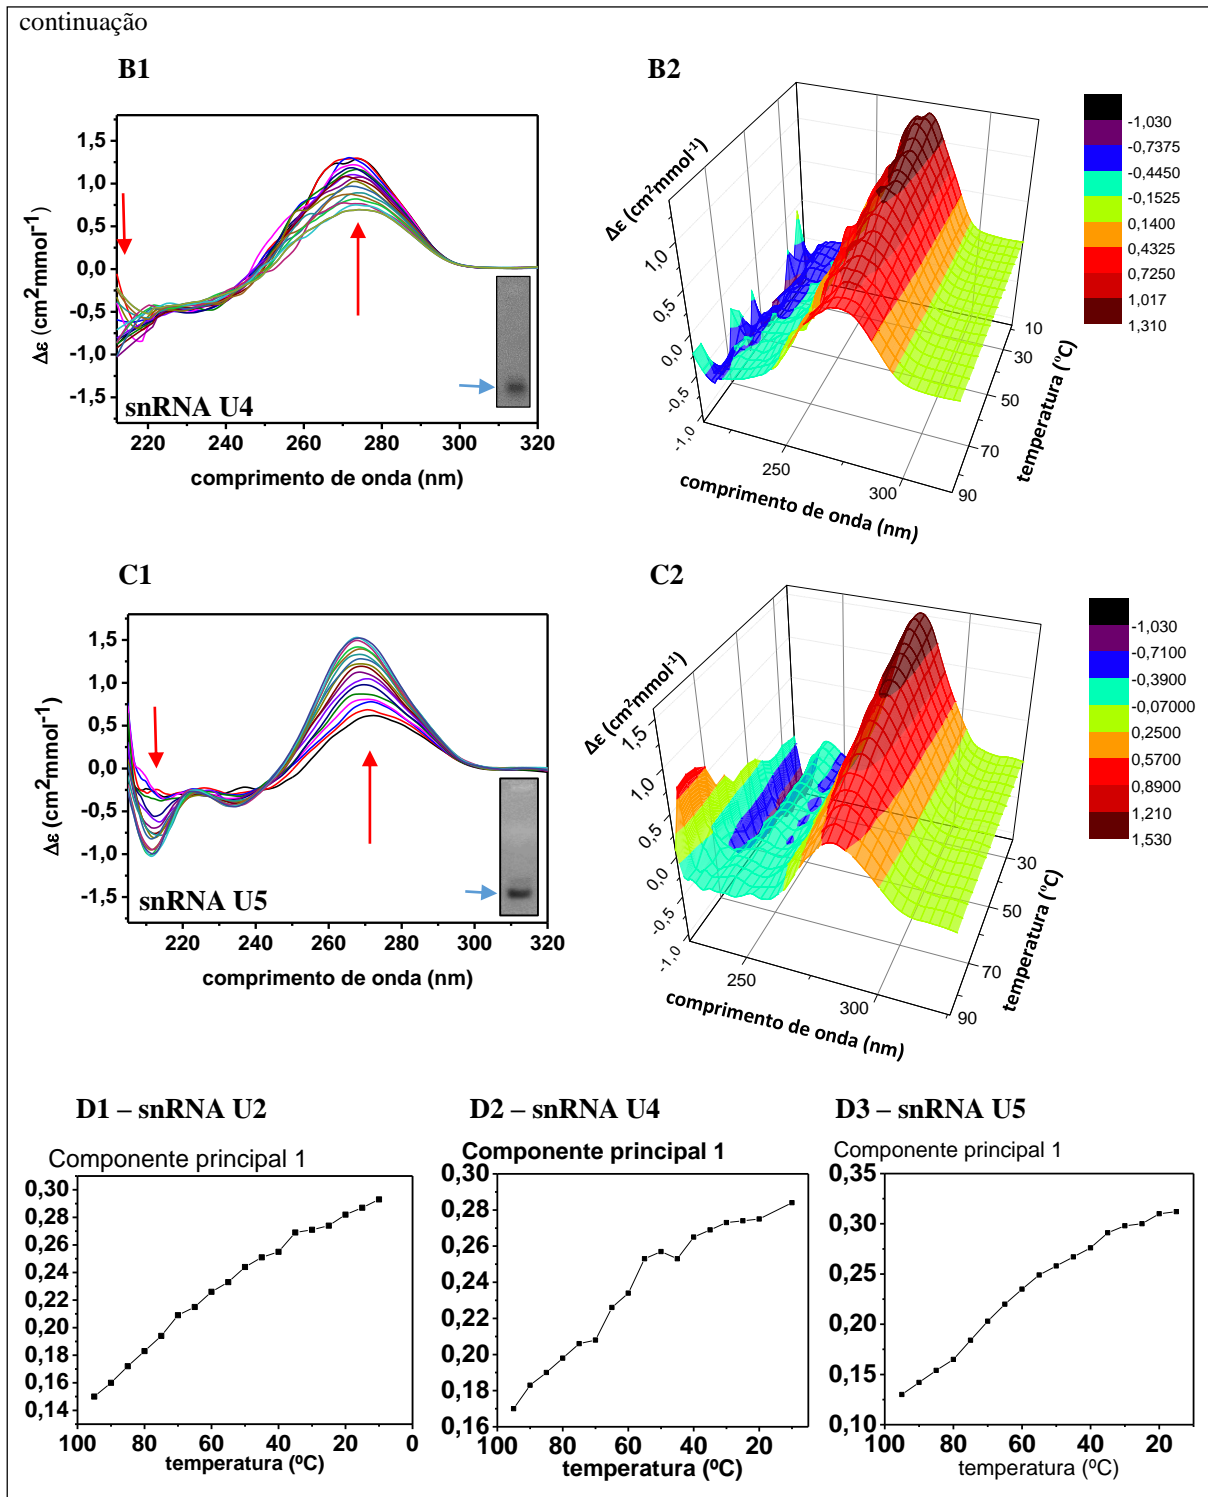 continuação
B1
B2
Δε (cm²mmol⁻¹)
1,5
1,0
0,5
0,0
-0,5
-1,0
-1,5
snRNA U4
220 240 260 280 300 320
comprimento de onda (nm)
Δε (cm²mmol⁻¹)
1,0
0,5
0,0
-0,5
-1,0
250
300
comprimento de onda (nm)
10
30
50
70
90
temperatura (ºC)
-1,030
-0,7375
-0,4450
-0,1525
0,1400
0,4325
0,7250
1,017
1,310
C1
C2
Δε (cm²mmol⁻¹)
1,5
1,0
0,5
0,0
-0,5
-1,0
-1,5
snRNA U5
220 240 260 280 300 320
comprimento de onda (nm)
Δε (cm²mmol⁻¹)
1,5
1,0
0,5
0,0
-0,5
-1,0
250
300
comprimento de onda (nm)
30
50
70
90
temperatura (ºC)
-1,030
-0,7100
-0,3900
-0,07000
0,2500
0,5700
0,8900
1,210
1,530
D1 – snRNA U2
Componente principal 1
0,30
0,28
0,26
0,24
0,22
0,20
0,18
0,16
0,14
100 80 60 40 20 0
temperatura (ºC)
D2 – snRNA U4
Componente principal 1
0,30
0,28
0,26
0,24
0,22
0,20
0,18
0,16
100 80 60 40 20
temperatura (ºC)
D3 – snRNA U5
Componente principal 1
0,35
0,30
0,25
0,20
0,15
0,10
100 80 60 40 20
temperatura (ºC)